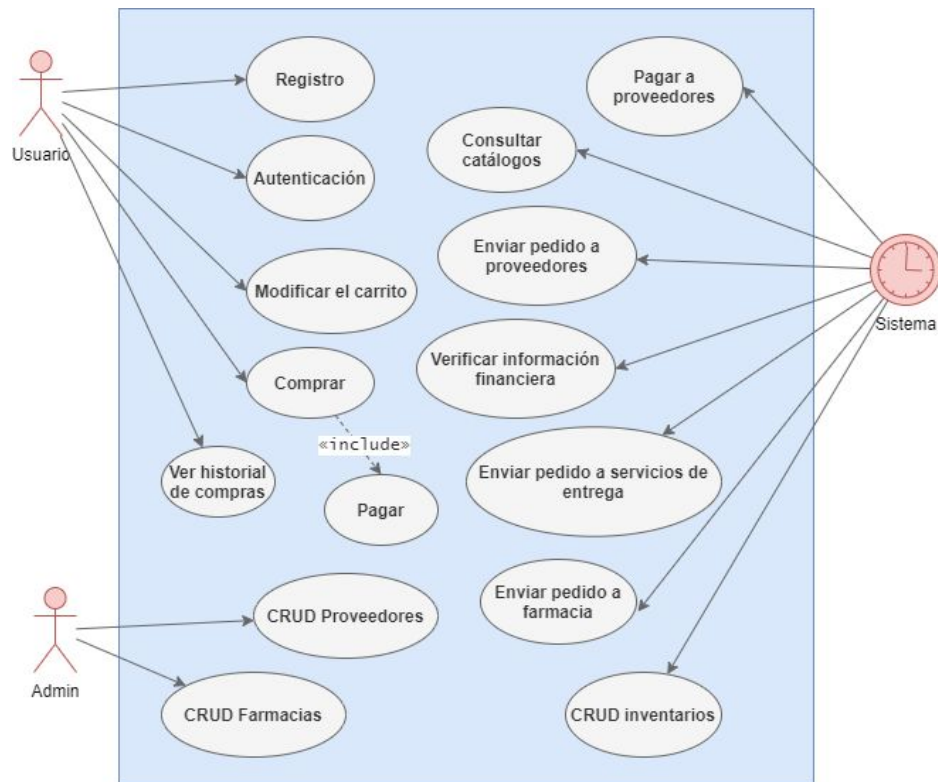 Registro
Pagar a
proveedores
Usuario
Consultar
catálogos
Autenticación
Enviar pedido a
proveedores
Modificar el carrito
Sistema
Verificar información
financiera
Comprar
«include»
Ver historial
de compras
Enviar pedido a servicios de
entrega
Pagar
Enviar pedido a
farmacia
CRUD Proveedores
Admin
CRUD Farmacias
CRUD inventarios